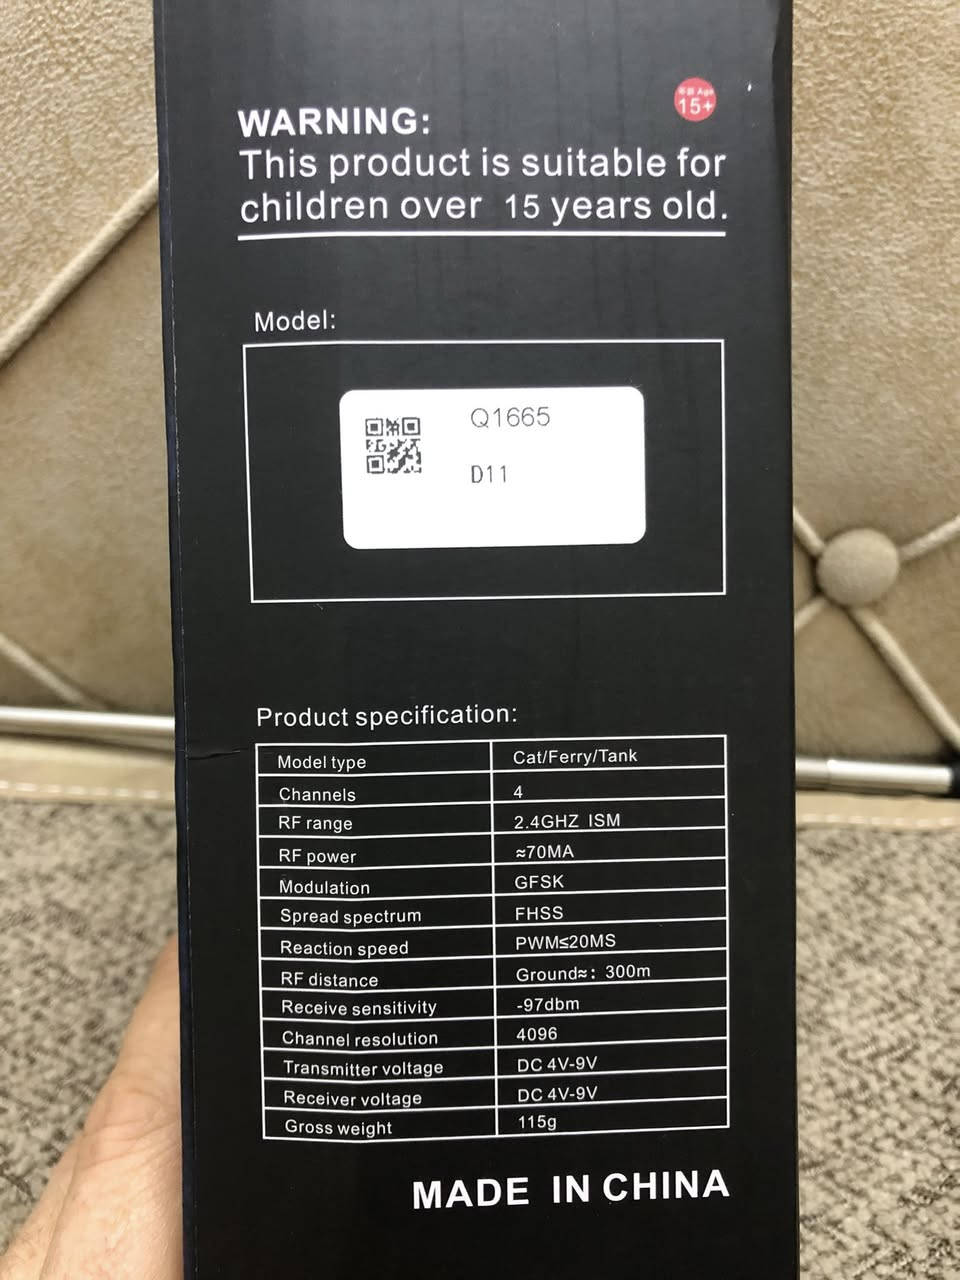 年龄 Age
15+
WARNING:
This product is suitable for
children over 15 years old.
Model:
Q1665
D11
Product specification:
Model type Cat/Ferry/Tank
Channels 4
RF range 2.4GHZ ISM
RF power ≈70MA
Modulation GFSK
Spread spectrum FHSS
Reaction speed PWM≤20MS
RF distance Ground≈: 300m
Receive sensitivity -97dbm
Channel resolution 4096
Transmitter voltage DC 4V-9V
Receiver voltage DC 4V-9V
Gross weight 115g
MADE IN CHINA